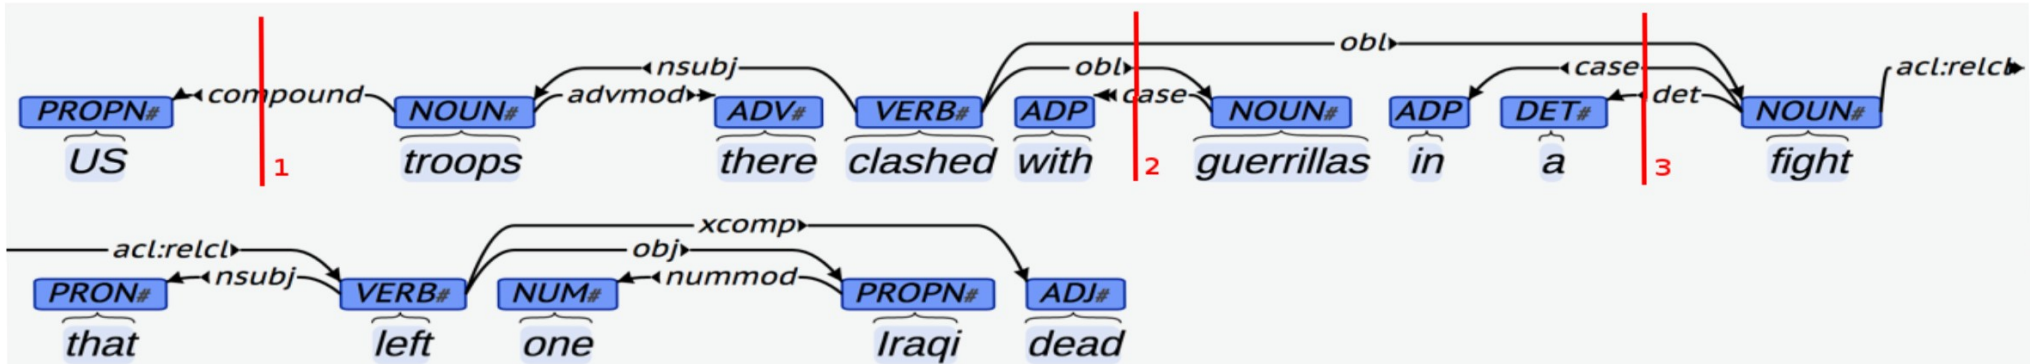 obl
nsubj obl case acl:relcl
compound advmod case det
PROPN# NOUN# ADV# VERB# ADP NOUN# ADP DET# NOUN#
US troops there clashed with guerrillas in a fight
1 2 3
xcomp
acl:relcl obj
nsubj nummod
PRON# VERB# NUM# PROPN# ADJ#
that left one Iraqi dead